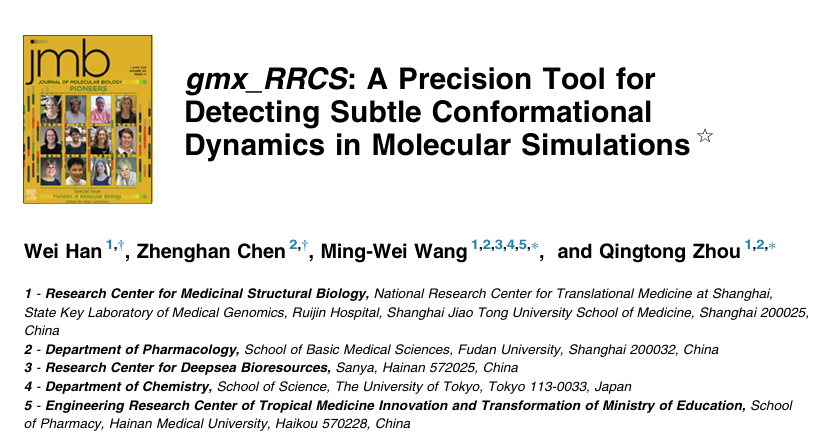 jmb
JOURNAL OF MOLECULAR BIOLOGY
PIONEERS
Special Issue
Pioneers in Molecular Biology
gmx_RRCS: A Precision Tool for
Detecting Subtle Conformational
Dynamics in Molecular Simulations ☆
Wei Han 1,†, Zhenghan Chen 2,†, Ming-Wei Wang 1,2,3,4,5,*, and Qingtong Zhou 1,2,*
1 - Research Center for Medicinal Structural Biology, National Research Center for Translational Medicine at Shanghai,
State Key Laboratory of Medical Genomics, Ruijin Hospital, Shanghai Jiao Tong University School of Medicine, Shanghai 200025,
China
2 - Department of Pharmacology, School of Basic Medical Sciences, Fudan University, Shanghai 200032, China
3 - Research Center for Deepsea Bioresources, Sanya, Hainan 572025, China
4 - Department of Chemistry, School of Science, The University of Tokyo, Tokyo 113-0033, Japan
5 - Engineering Research Center of Tropical Medicine Innovation and Transformation of Ministry of Education, School
of Pharmacy, Hainan Medical University, Haikou 570228, China